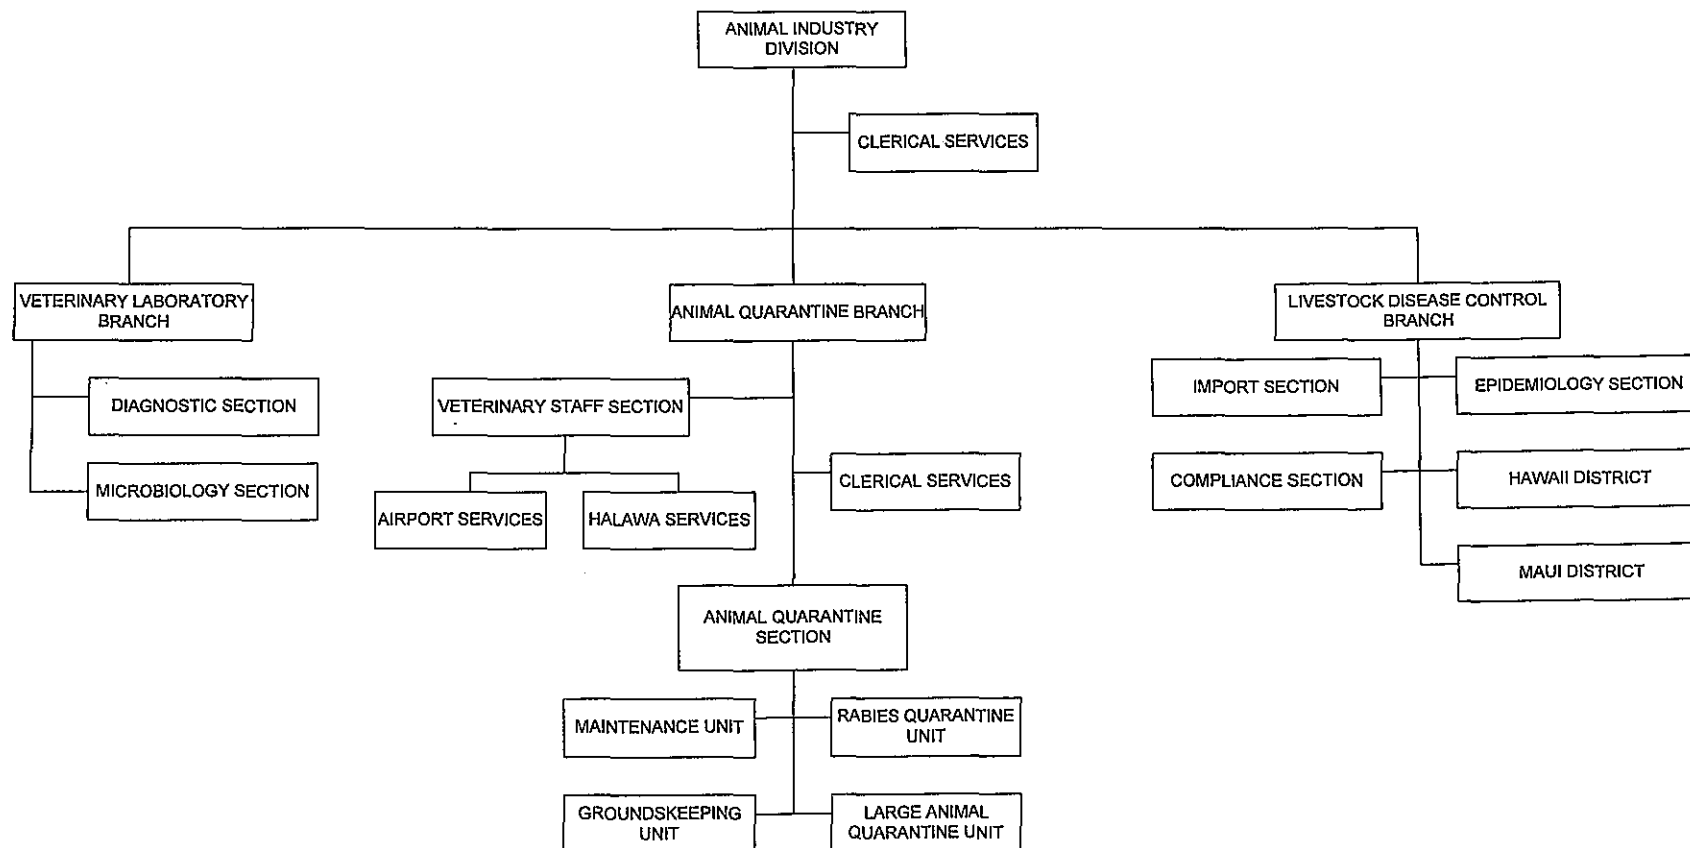 ANIMAL INDUSTRY
DIVISION
CLERICAL SERVICES
VETERINARY LABORATORY
BRANCH
ANIMAL QUARANTINE BRANCH
LIVESTOCK DISEASE CONTROL
BRANCH
DIAGNOSTIC SECTION
MICROBIOLOGY SECTION
VETERINARY STAFF SECTION
AIRPORT SERVICES
HALAWA SERVICES
CLERICAL SERVICES
IMPORT SECTION
EPIDEMIOLOGY SECTION
COMPLIANCE SECTION
HAWAII DISTRICT
MAUI DISTRICT
ANIMAL QUARANTINE
SECTION
MAINTENANCE UNIT
RABIES QUARANTINE
UNIT
GROUNDSKEEPING
UNIT
LARGE ANIMAL
QUARANTINE UNIT